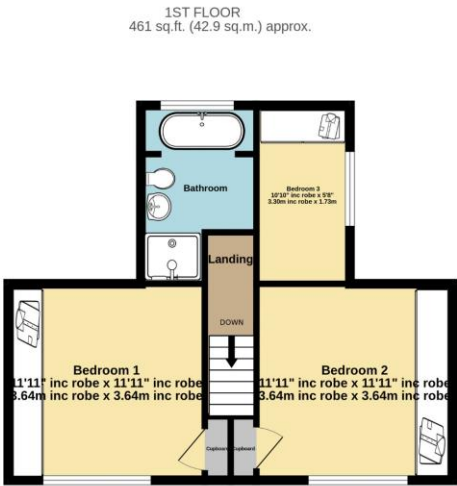 1ST FLOOR
461 sq.ft. (42.9 sq.m.) approx.
Bathroom
Bedroom 3
10'10" inc robe x 5'8"
3.30m inc robe x 1.73m
Landing
DOWN
Bedroom 1
11'11" inc robe x 11'11" inc robe
3.64m inc robe x 3.64m inc robe
Bedroom 2
11'11" inc robe x 11'11" inc robe
3.64m inc robe x 3.64m inc robe
Cupboard
Cupboard